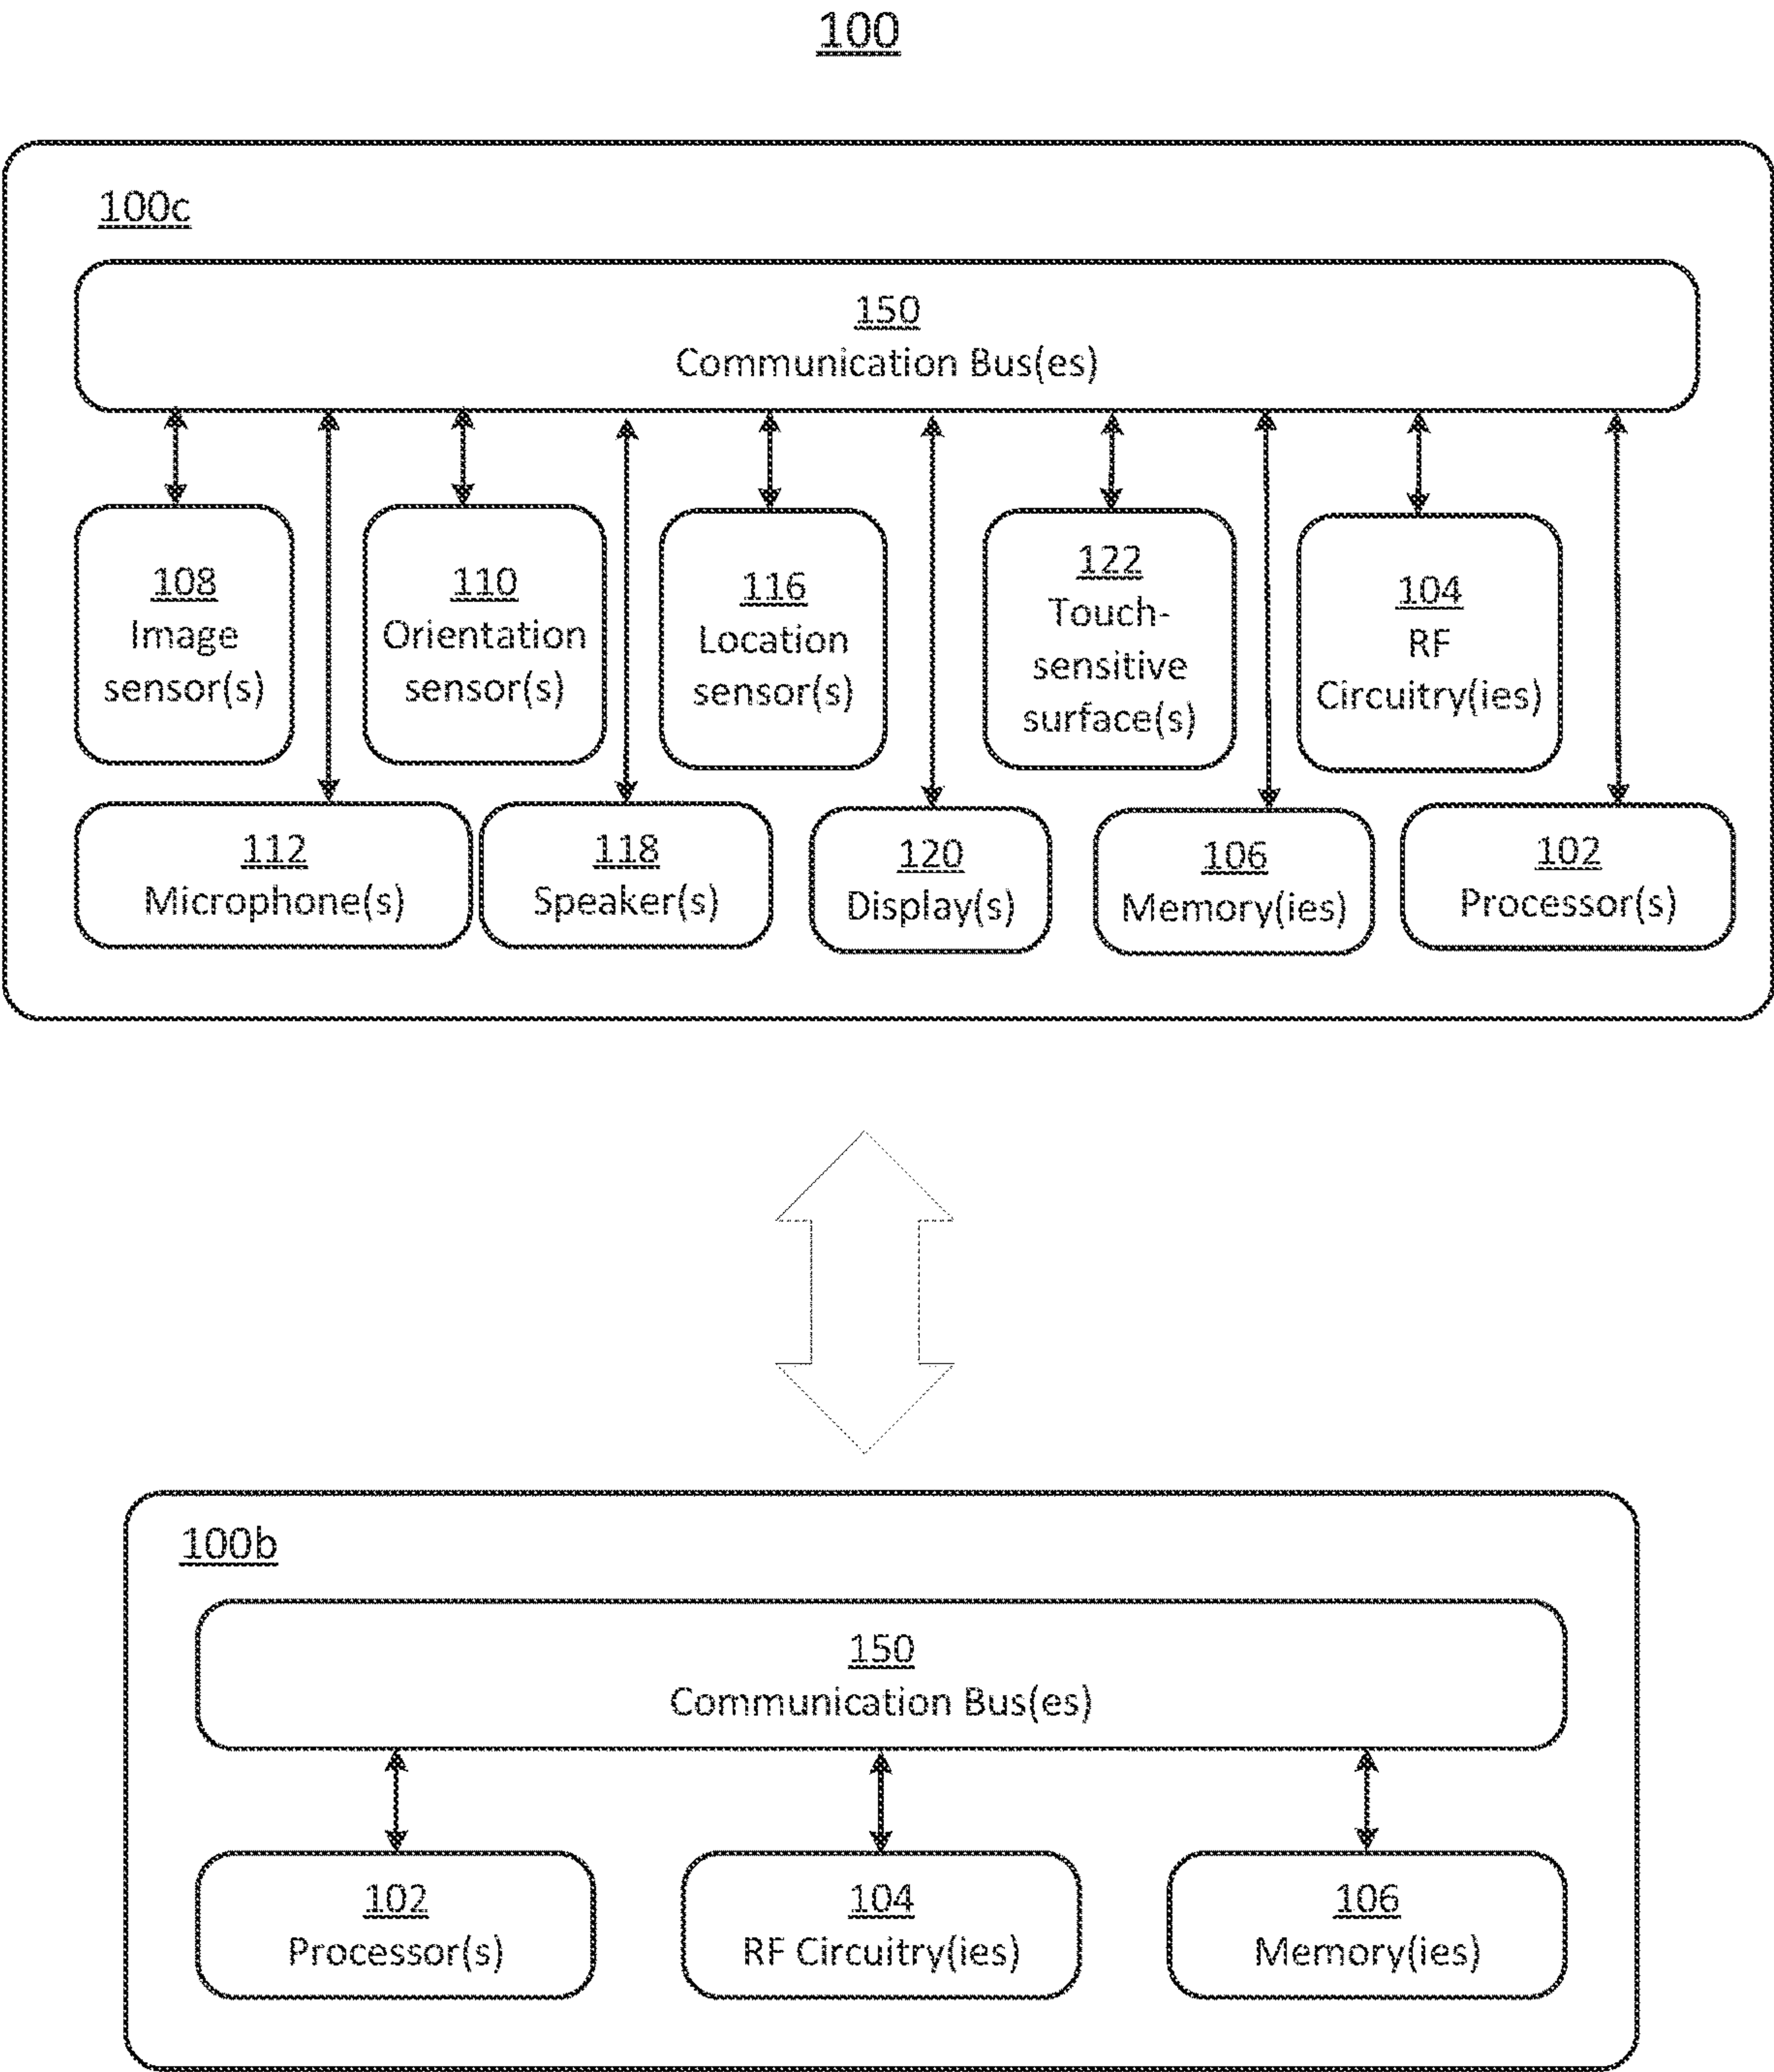 100
100c
150
Communication Bus(es)
108
Image
sensor(s)
110
Orientation
sensor(s)
116
Location
sensor(s)
122
Touch-
sensitive
surface(s)
104
RF
Circuitry(ies)
112
Microphone(s)
118
Speaker(s)
120
Display(s)
106
Memory(ies)
102
Processor(s)
100b
150
Communication Bus(es)
102
Processor(s)
104
RF Circuitry(ies)
106
Memory(ies)